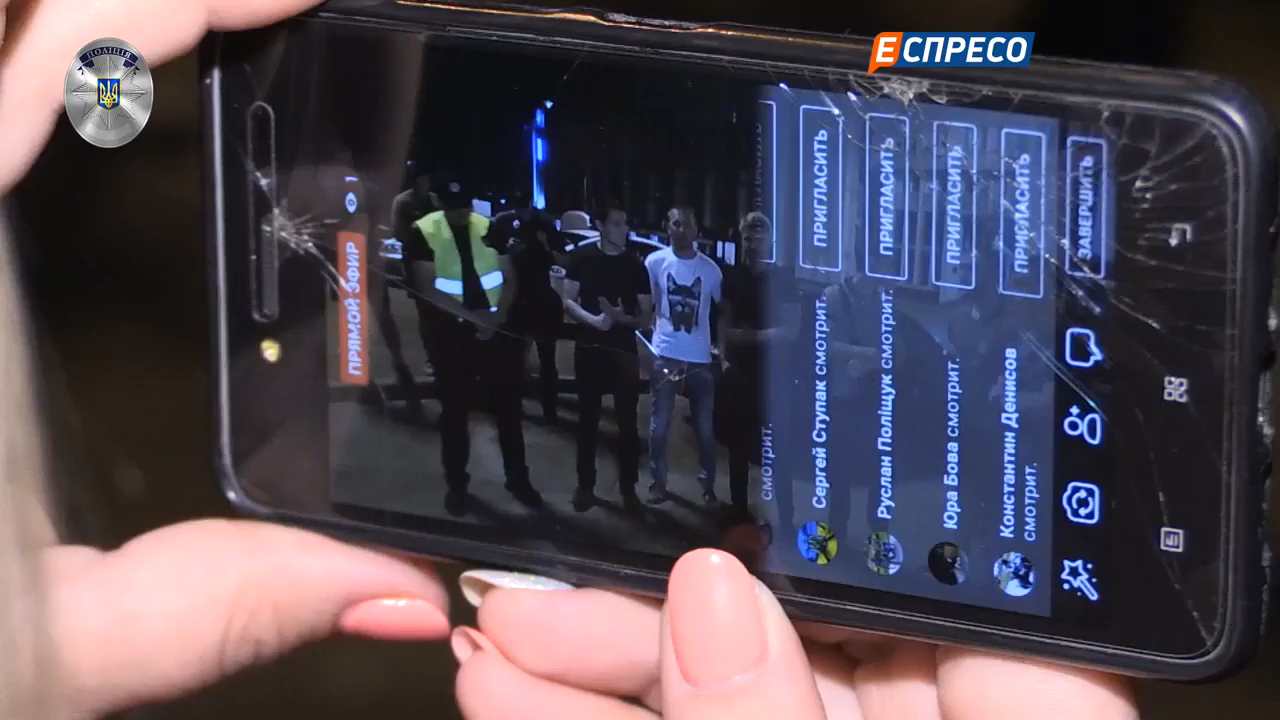 ПОЛІЦІЯ
ЕСПРЕСО
ПРЯМОЙ ЭФИР
1
смотрит.
Сергей Ступак смотрит.
ПРИГЛАСИТЬ
Руслан Поліщук смотрит.
ПРИГЛАСИТЬ
Юра Бова смотрит.
ПРИГЛАСИТЬ
Константин Денисов
смотрит.
ПРИГЛАСИТЬ
ЗАВЕРШИТЬ